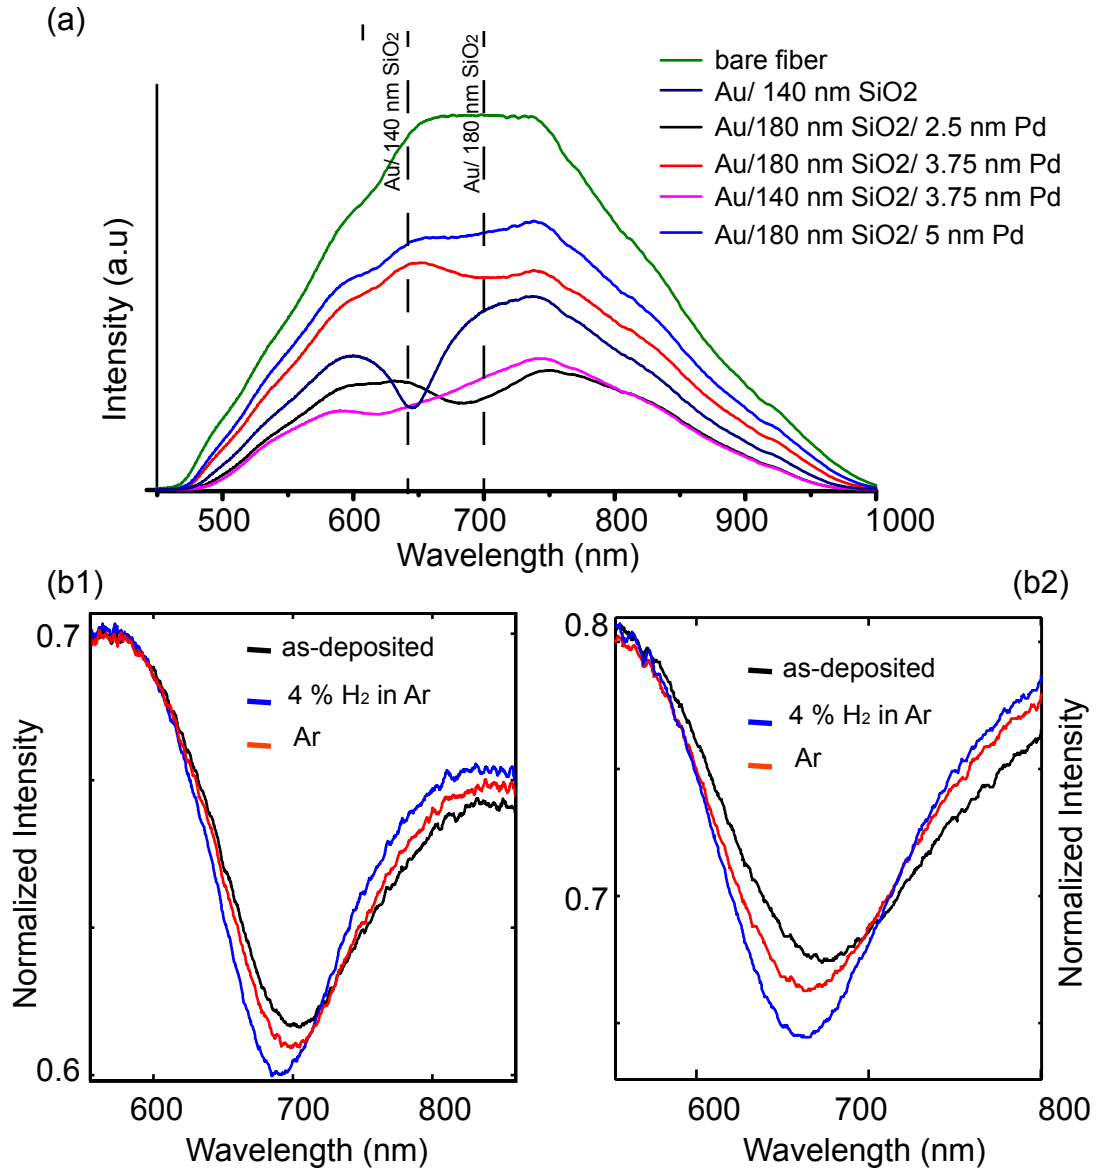 (a)
Au/ 140 nm SiO2
Au/ 180 nm SiO2
bare fiber
Au/ 140 nm SiO2
Au/180 nm SiO2/ 2.5 nm Pd
Au/180 nm SiO2/ 3.75 nm Pd
Au/140 nm SiO2/ 3.75 nm Pd
Au/180 nm SiO2/ 5 nm Pd
Intensity (a.u)
500 600 700 800 900 1000
Wavelength (nm)
(b1)
0.7
as-deposited
4 % H2 in Ar
Ar
Normalized Intensity
0.6
600 700 800
Wavelength (nm)
(b2)
0.8
as-deposited
4 % H2 in Ar
Ar
0.7
Normalized Intensity
600 700 800
Wavelength (nm)